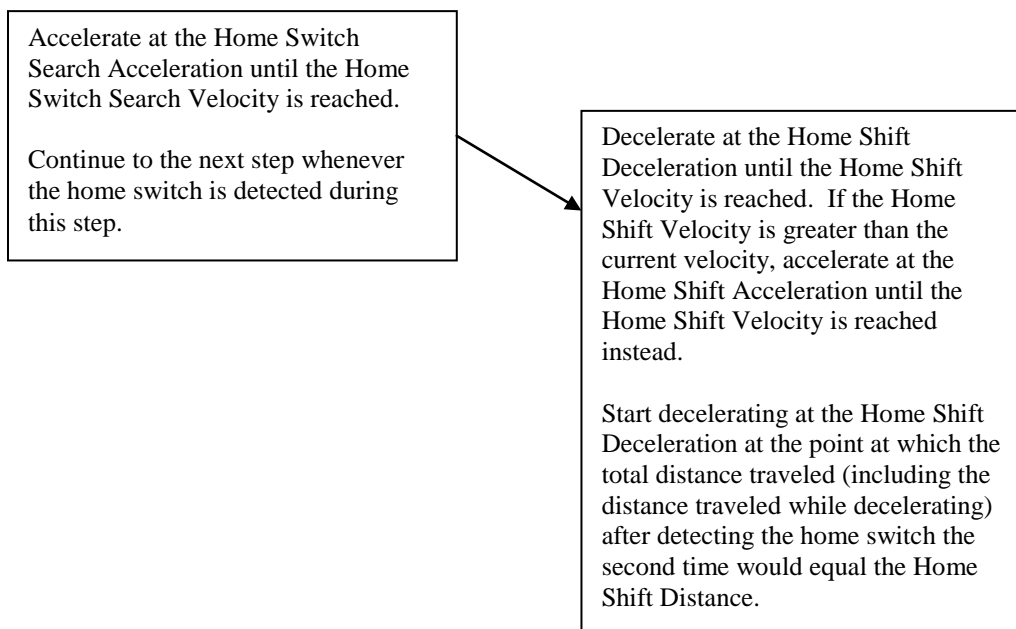 Accelerate at the Home Switch
Search Acceleration until the Home
Switch Search Velocity is reached.
Continue to the next step whenever
the home switch is detected during
this step.
Decelerate at the Home Shift
Deceleration until the Home Shift
Velocity is reached.  If the Home
Shift Velocity is greater than the
current velocity, accelerate at the
Home Shift Acceleration until the
Home Shift Velocity is reached
instead.
Start decelerating at the Home Shift
Deceleration at the point at which the
total distance traveled (including the
distance traveled while decelerating)
after detecting the home switch the
second time would equal the Home
Shift Distance.